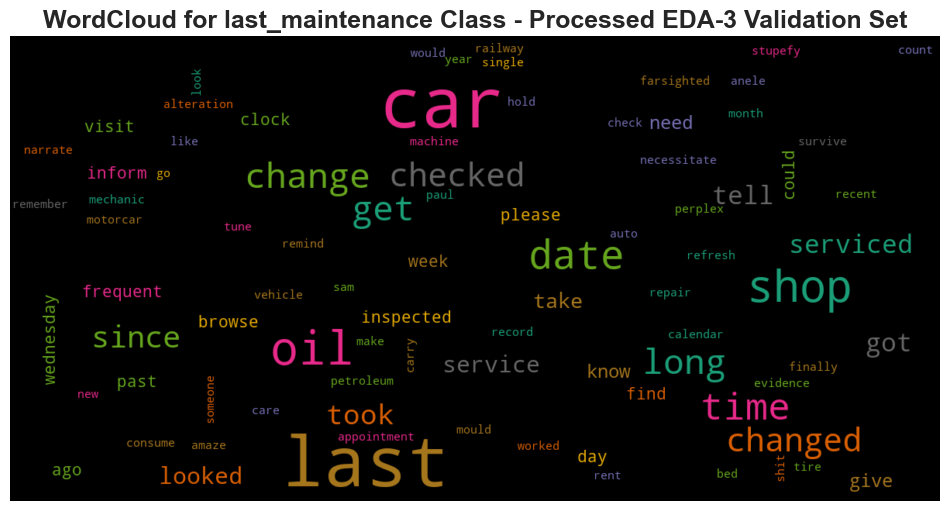 WordCloud for last_maintenance Class - Processed EDA-3 Validation Set
would
railway
year
single
stupefy
count
look
car
farsighted
anele
alteration
hold
visit
clock
check
need
month
like
machine
survive
narrate
necessitate
inform
go
change
checked
could
tell
recent
remember
mechanic
paul
get
please
perplex
motorcar
tune
remind
auto
serviced
week
date
refresh
frequent
vehicle
sam
take
repair
shop
wednesday
since
browse
inspected
record
calendar
oil
make
carry
service
long
got
past
petroleum
know
finally
evidence
new
someone
care
took
find
time
consume
amaze
appointment
mould
worked
changed
last
ago
looked
day
rent
bed
shit
tire
give